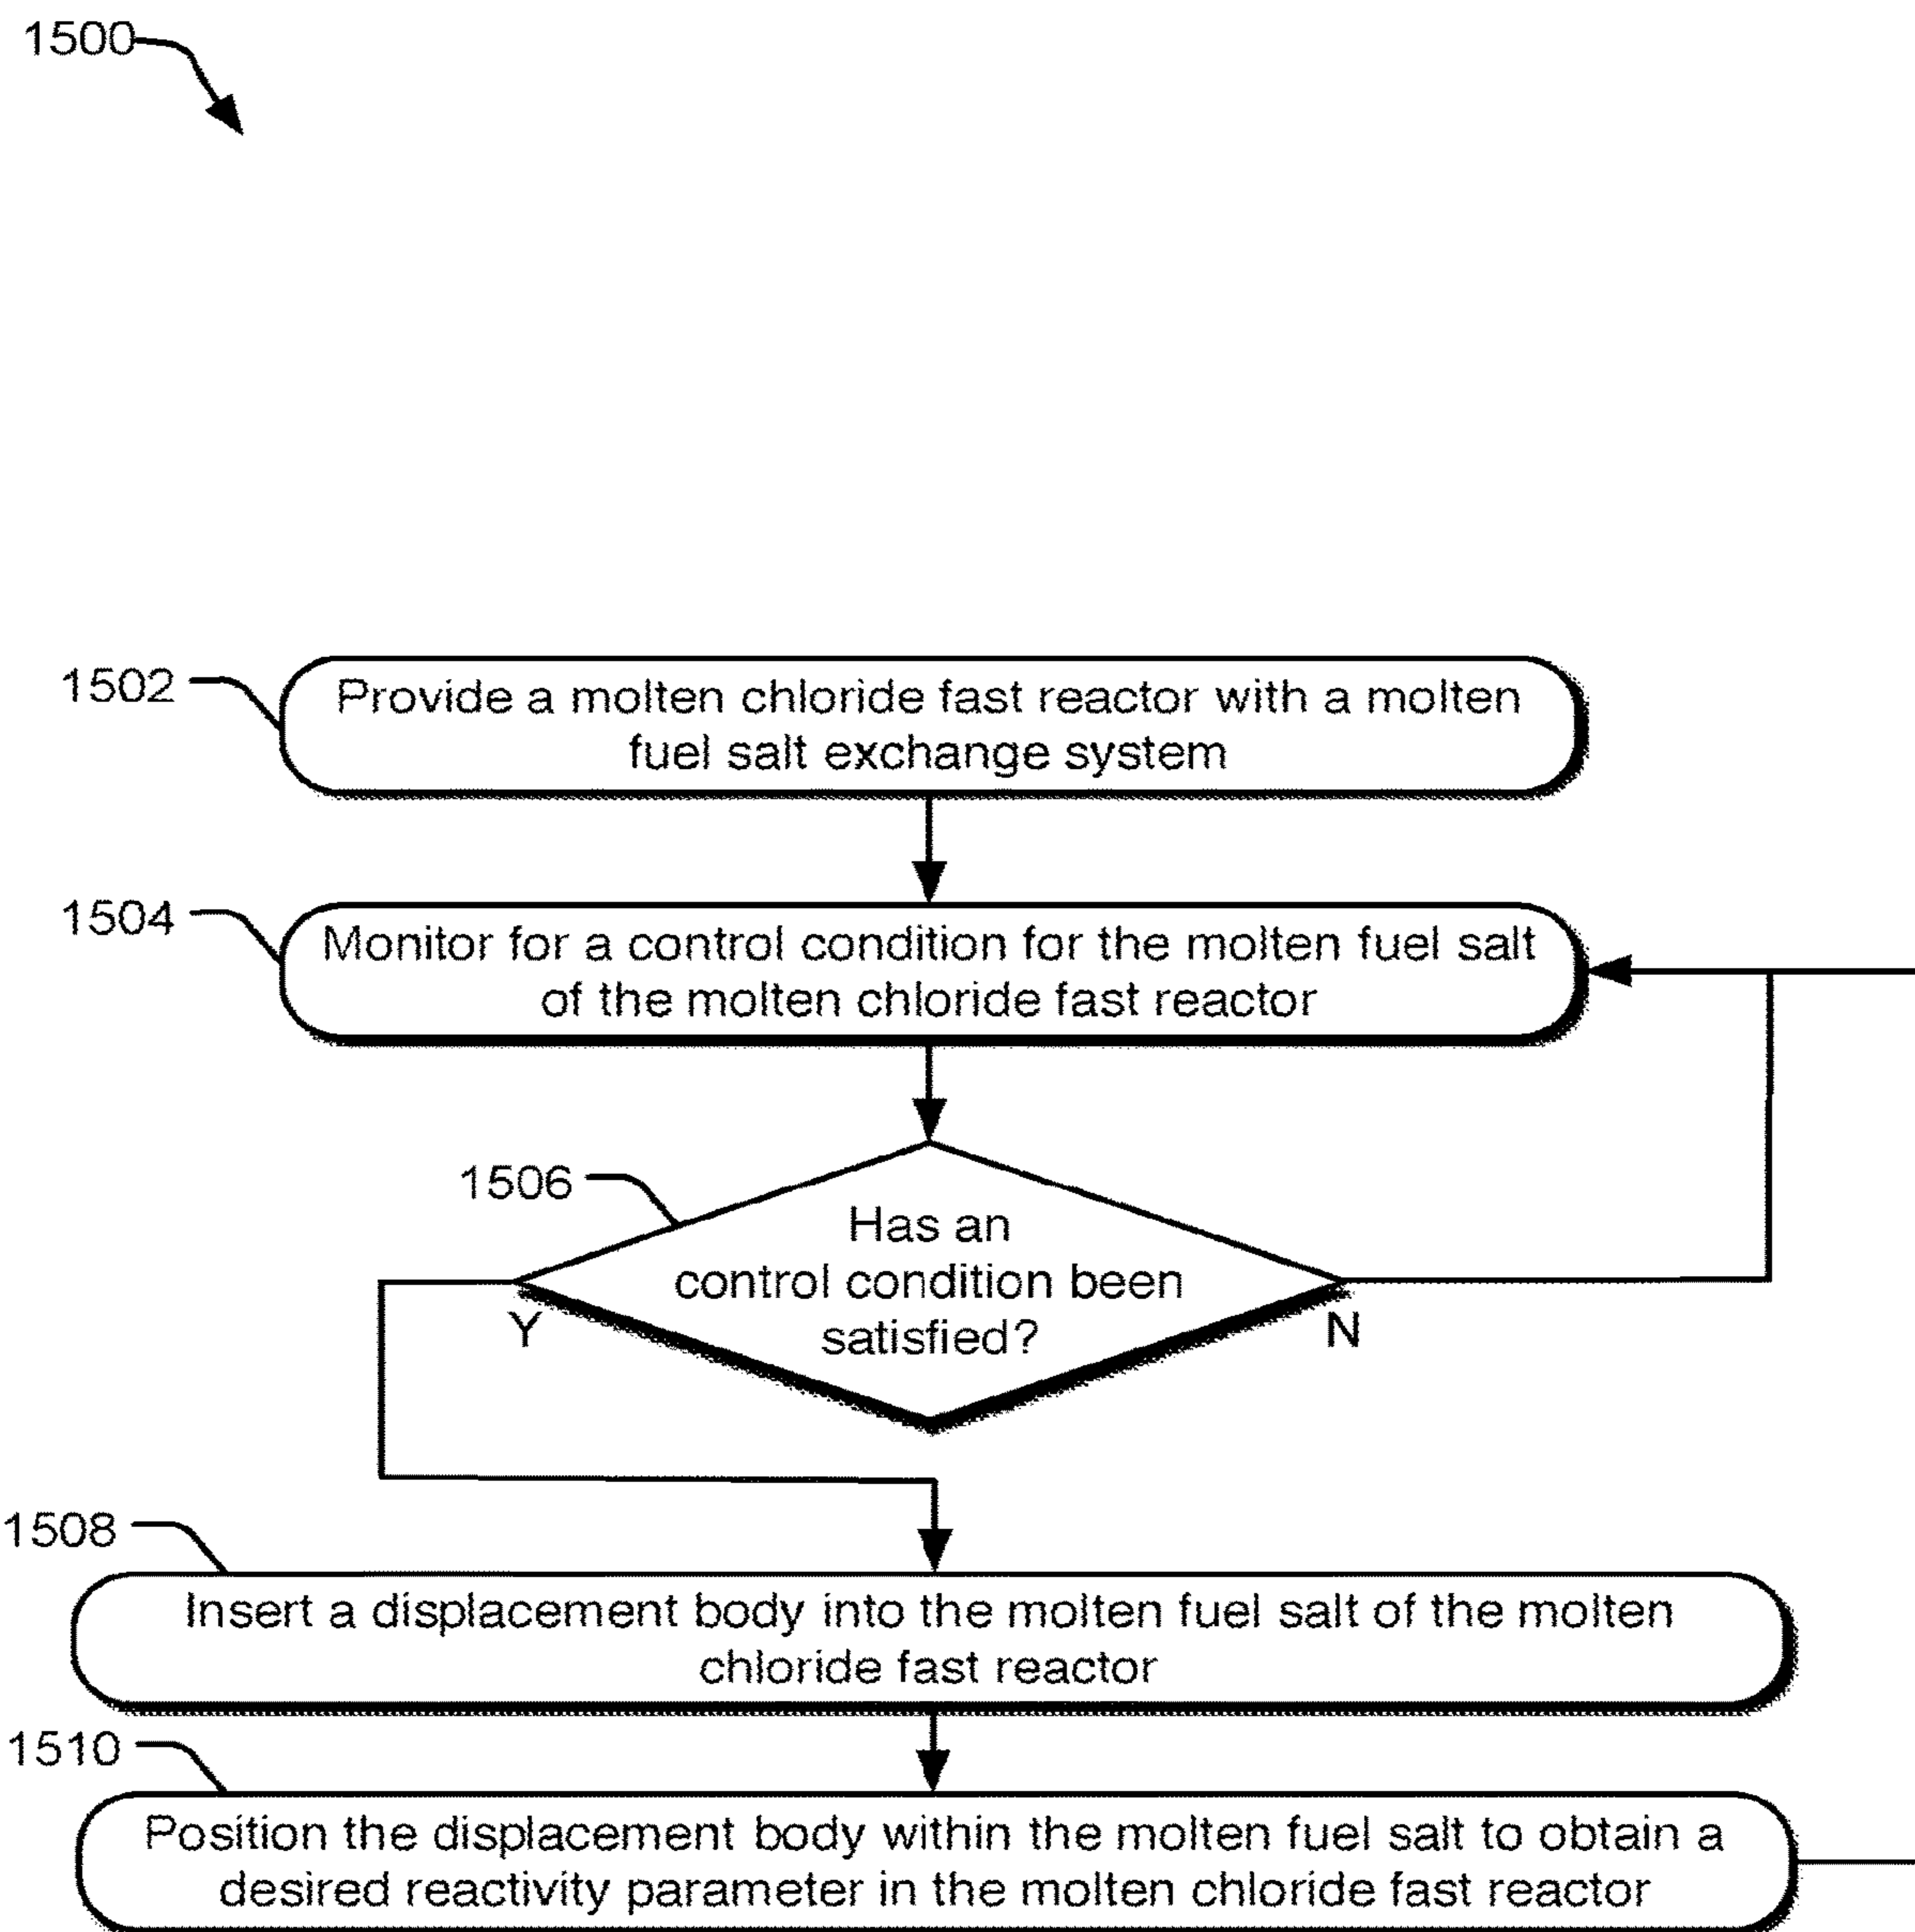 1500
1502
Provide a molten chloride fast reactor with a molten
fuel salt exchange system
1504
Monitor for a control condition for the molten fuel salt
of the molten chloride fast reactor
1506
Has an
control condition been
satisfied?
Y
N
1508
Insert a displacement body into the molten fuel salt of the molten
chloride fast reactor
1510
Position the displacement body within the molten fuel salt to obtain a
desired reactivity parameter in the molten chloride fast reactor